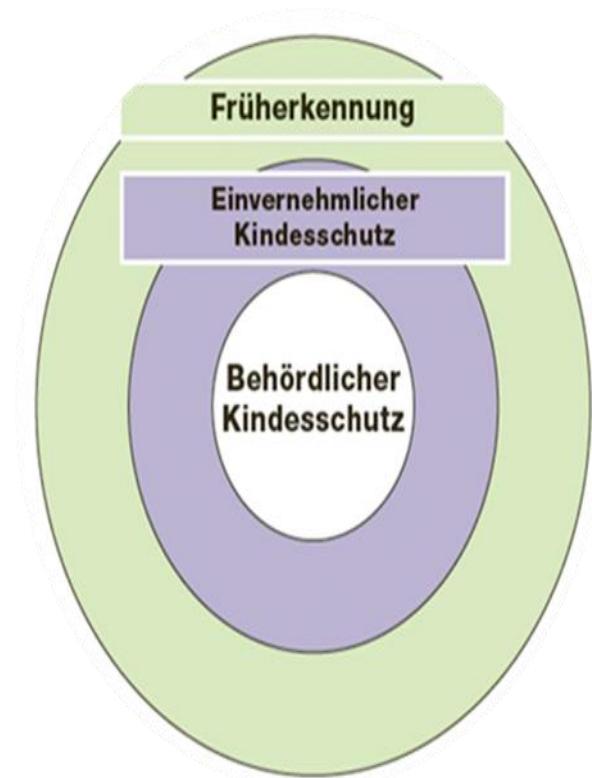 Früherkennung
Einvernehmlicher
Kindesschutz
Behördlicher
Kindesschutz